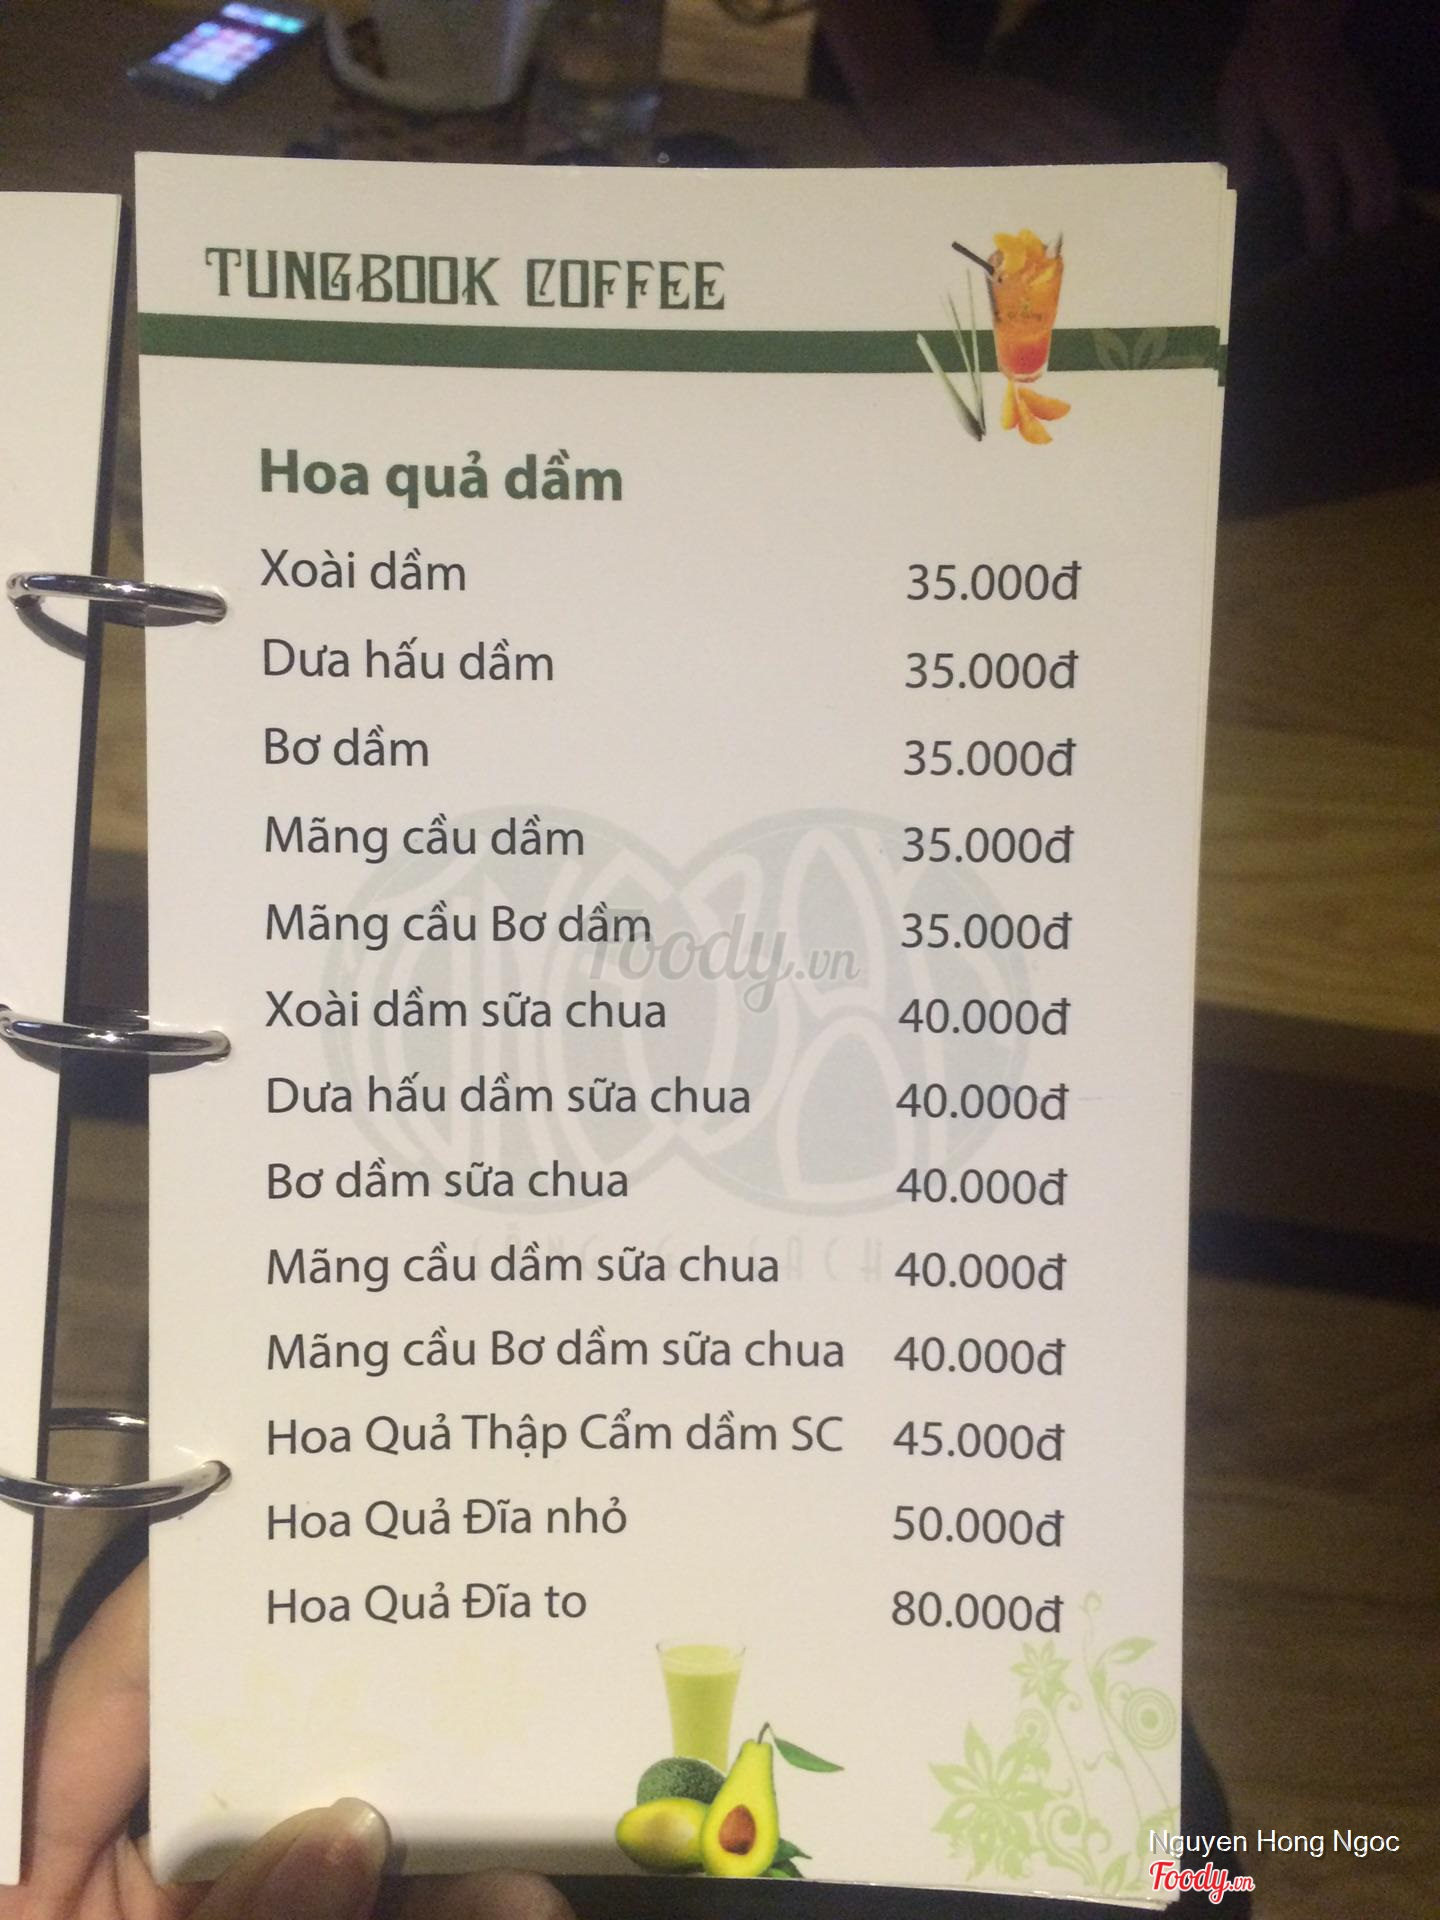 TUNGBOOK COFFEE
Hoa quả dầm
Xoài dầm 35.000đ
Dưa hấu dầm 35.000đ
Bơ dầm 35.000đ
Mãng cầu dầm 35.000đ
Mãng cầu Bơ dầm 35.000đ
Xoài dầm sữa chua 40.000đ
Dưa hấu dầm sữa chua 40.000đ
Bơ dầm sữa chua 40.000đ
Mãng cầu dầm sữa chua 40.000đ
Mãng cầu Bơ dầm sữa chua 40.000đ
Hoa Quả Thập Cẩm dầm SC 45.000đ
Hoa Quả Đĩa nhỏ 50.000đ
Hoa Quả Đĩa to 80.000đ
Foody.vn
Nguyen Hong Ngoc
Foody.vn